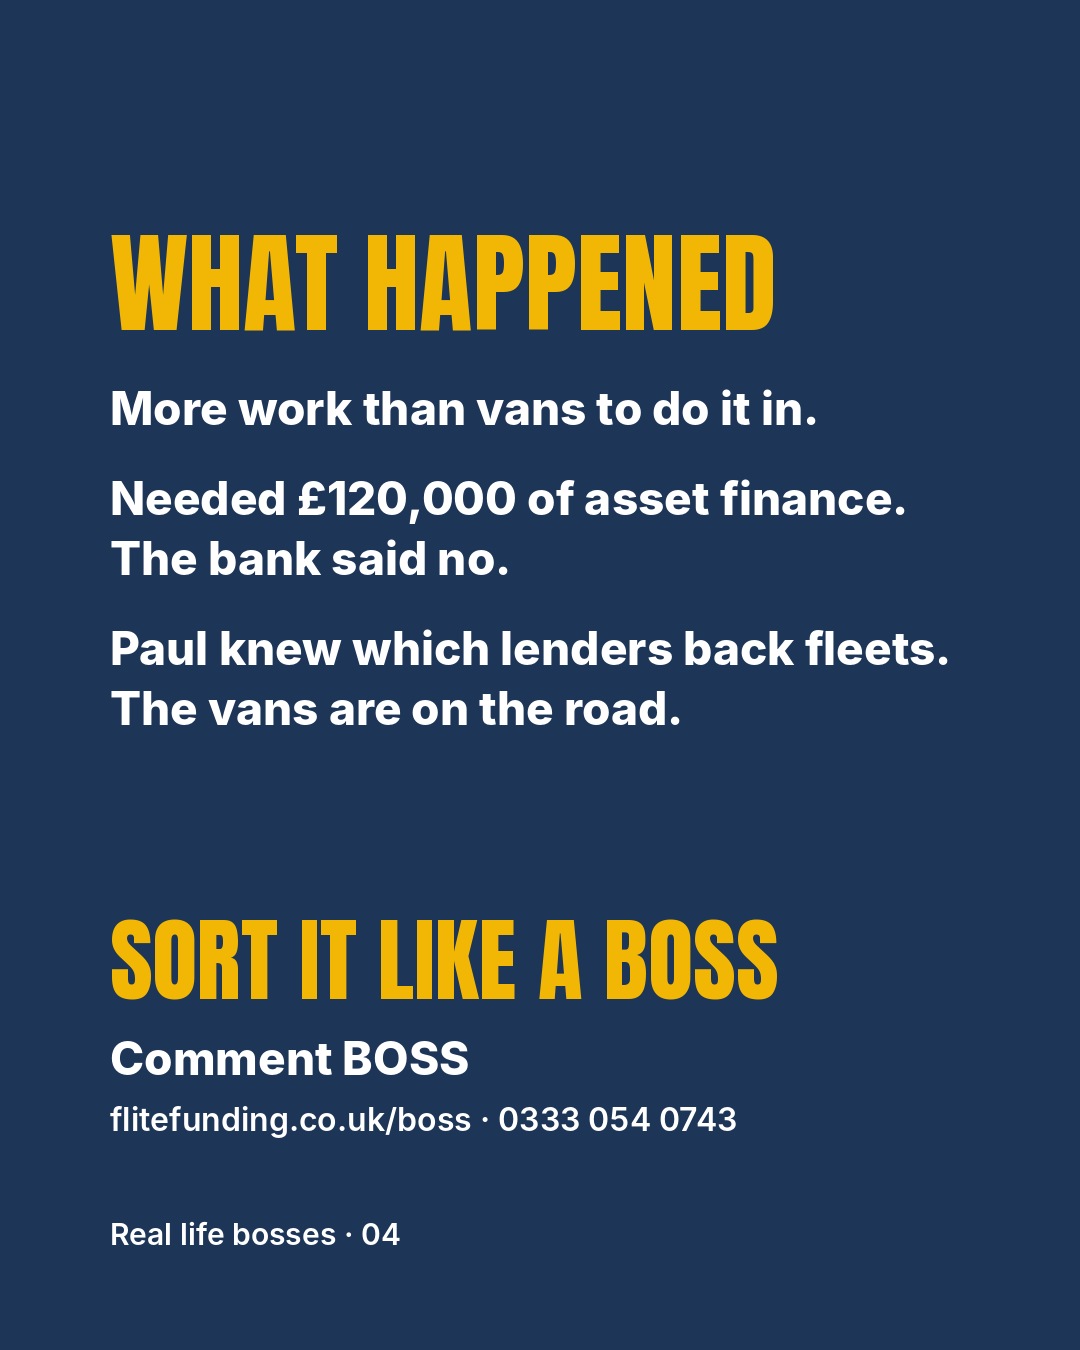 WHAT HAPPENED
More work than vans to do it in.
Needed £120,000 of asset finance.
The bank said no.
Paul knew which lenders back fleets.
The vans are on the road.
SORT IT LIKE A BOSS
Comment BOSS
flitefunding.co.uk/boss · 0333 054 0743
Real life bosses · 04